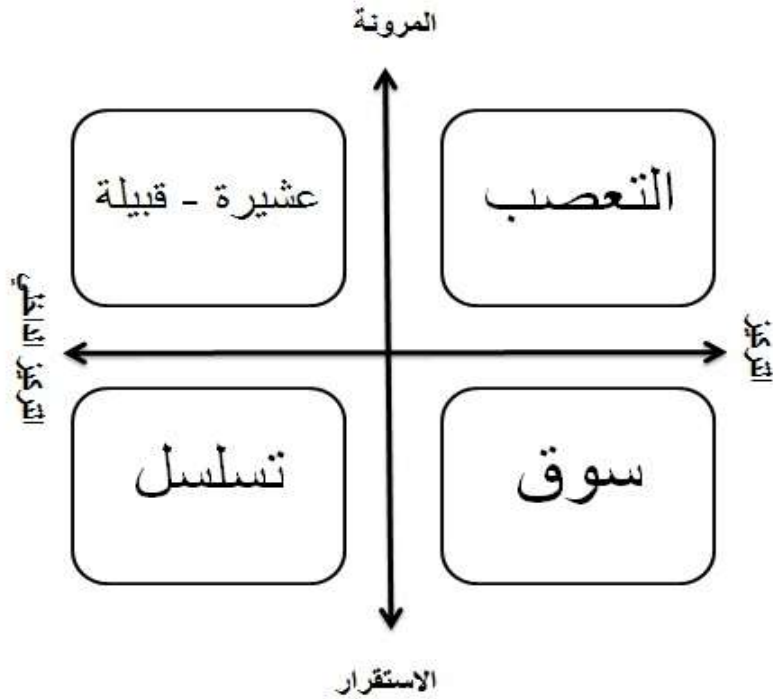 المرونة
التعصب
عشيرة - قبيلة
التركيز
التركيز الداخلي
سوق
تسلسل
الاستقرار